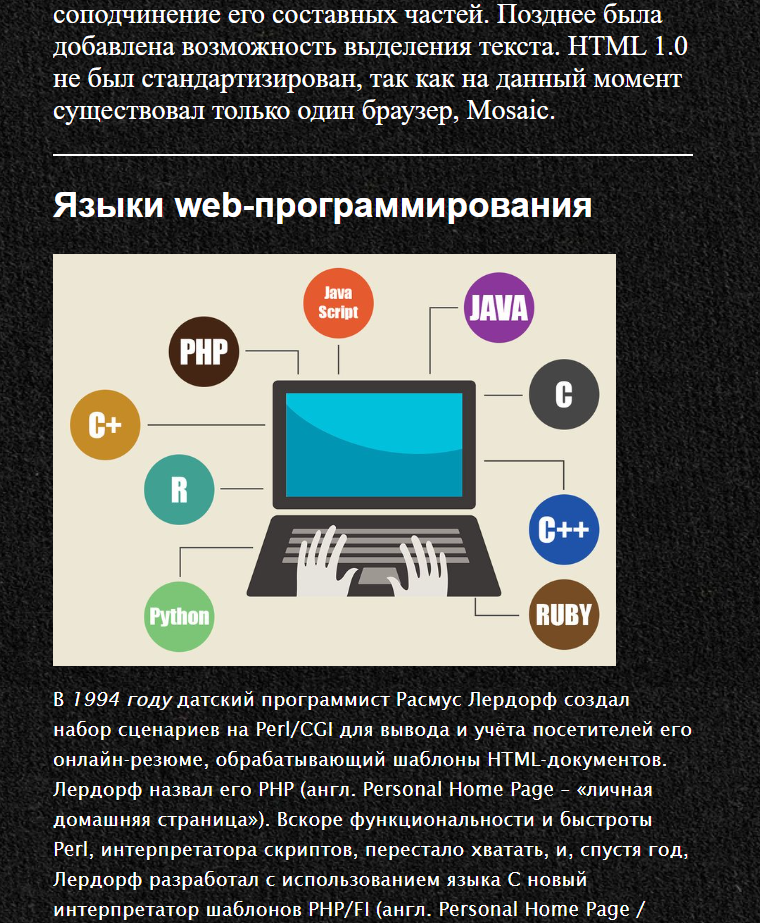 соподчинение его составных частей. Позднее была
добавлена возможность выделения текста. HTML 1.0
не был стандартизирован, так как на данный момент
существовал только один браузер, Mosaic.
Языки web-программирования
Java
Script
JAVA
PHP
C
C+
R
C++
Python
RUBY
В 1994 году датский программист Расмус Лердорф создал
набор сценариев на Perl/CGI для вывода и учёта посетителей его
онлайн-резюме, обрабатывающий шаблоны HTML-документов.
Лердорф назвал его PHP (англ. Personal Home Page – «личная
домашняя страница»). Вскоре функциональности и быстроты
Perl, интерпретатора скриптов, перестало хватать, и, спустя год,
Лердорф разработал с использованием языка C новый
интерпретатор шаблонов PHP/FI (англ. Personal Home Page /